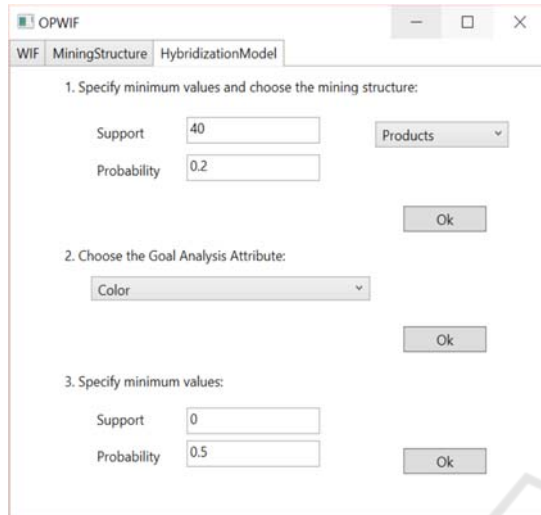 OPWIF
WIF MiningStructure HybridizationModel
1. Specify minimum values and choose the mining structure:
Support 40 Products
Probability 0.2
Ok
2. Choose the Goal Analysis Attribute:
Color
Ok
3. Specify minimum values:
Support 0
Probability 0.5 Ok